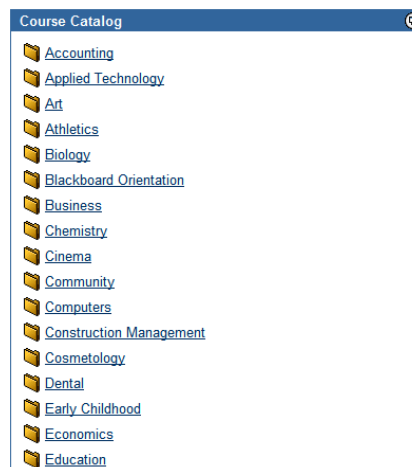 Course Catalog
Accounting
Applied Technology
Art
Athletics
Biology
Blackboard Orientation
Business
Chemistry
Cinema
Community
Computers
Construction Management
Cosmetology
Dental
Early Childhood
Economics
Education